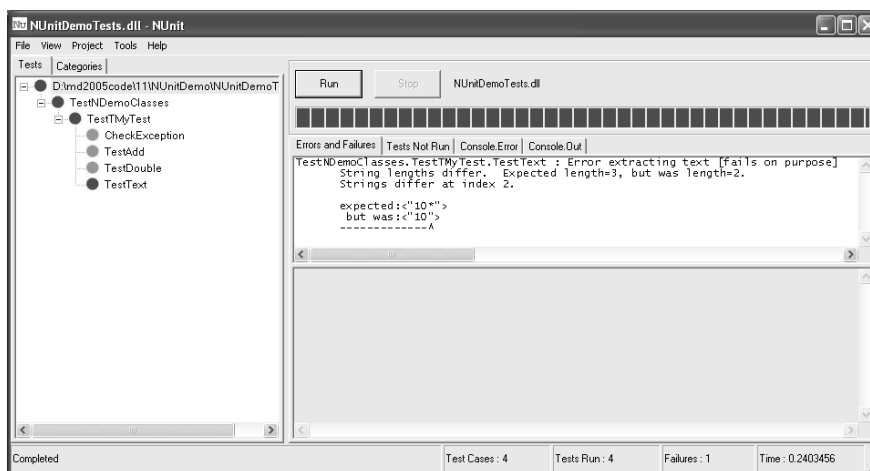 NUnitDemoTests.dll - NUnit
File View Project Tools Help
Tests Categories
D:\md2005code\11\NUnitDemo\NUnitDemoT
TestNDemoClasses
TestTMyTest
CheckException
TestAdd
TestDouble
TestText
Run Stop NUnitDemoTests.dll
Errors and Failures Tests Not Run Console.Error Console.Out
TestNDemoClasses.TestTMyTest.TestText : Error extracting text [fails on purpose]
String lengths differ. Expected length=3, but was length=2.
Strings differ at index 2.
expected:<"10*">
but was:<"10">
-------------^
Completed Test Cases : 4 Tests Run : 4 Failures : 1 Time : 0.2403456